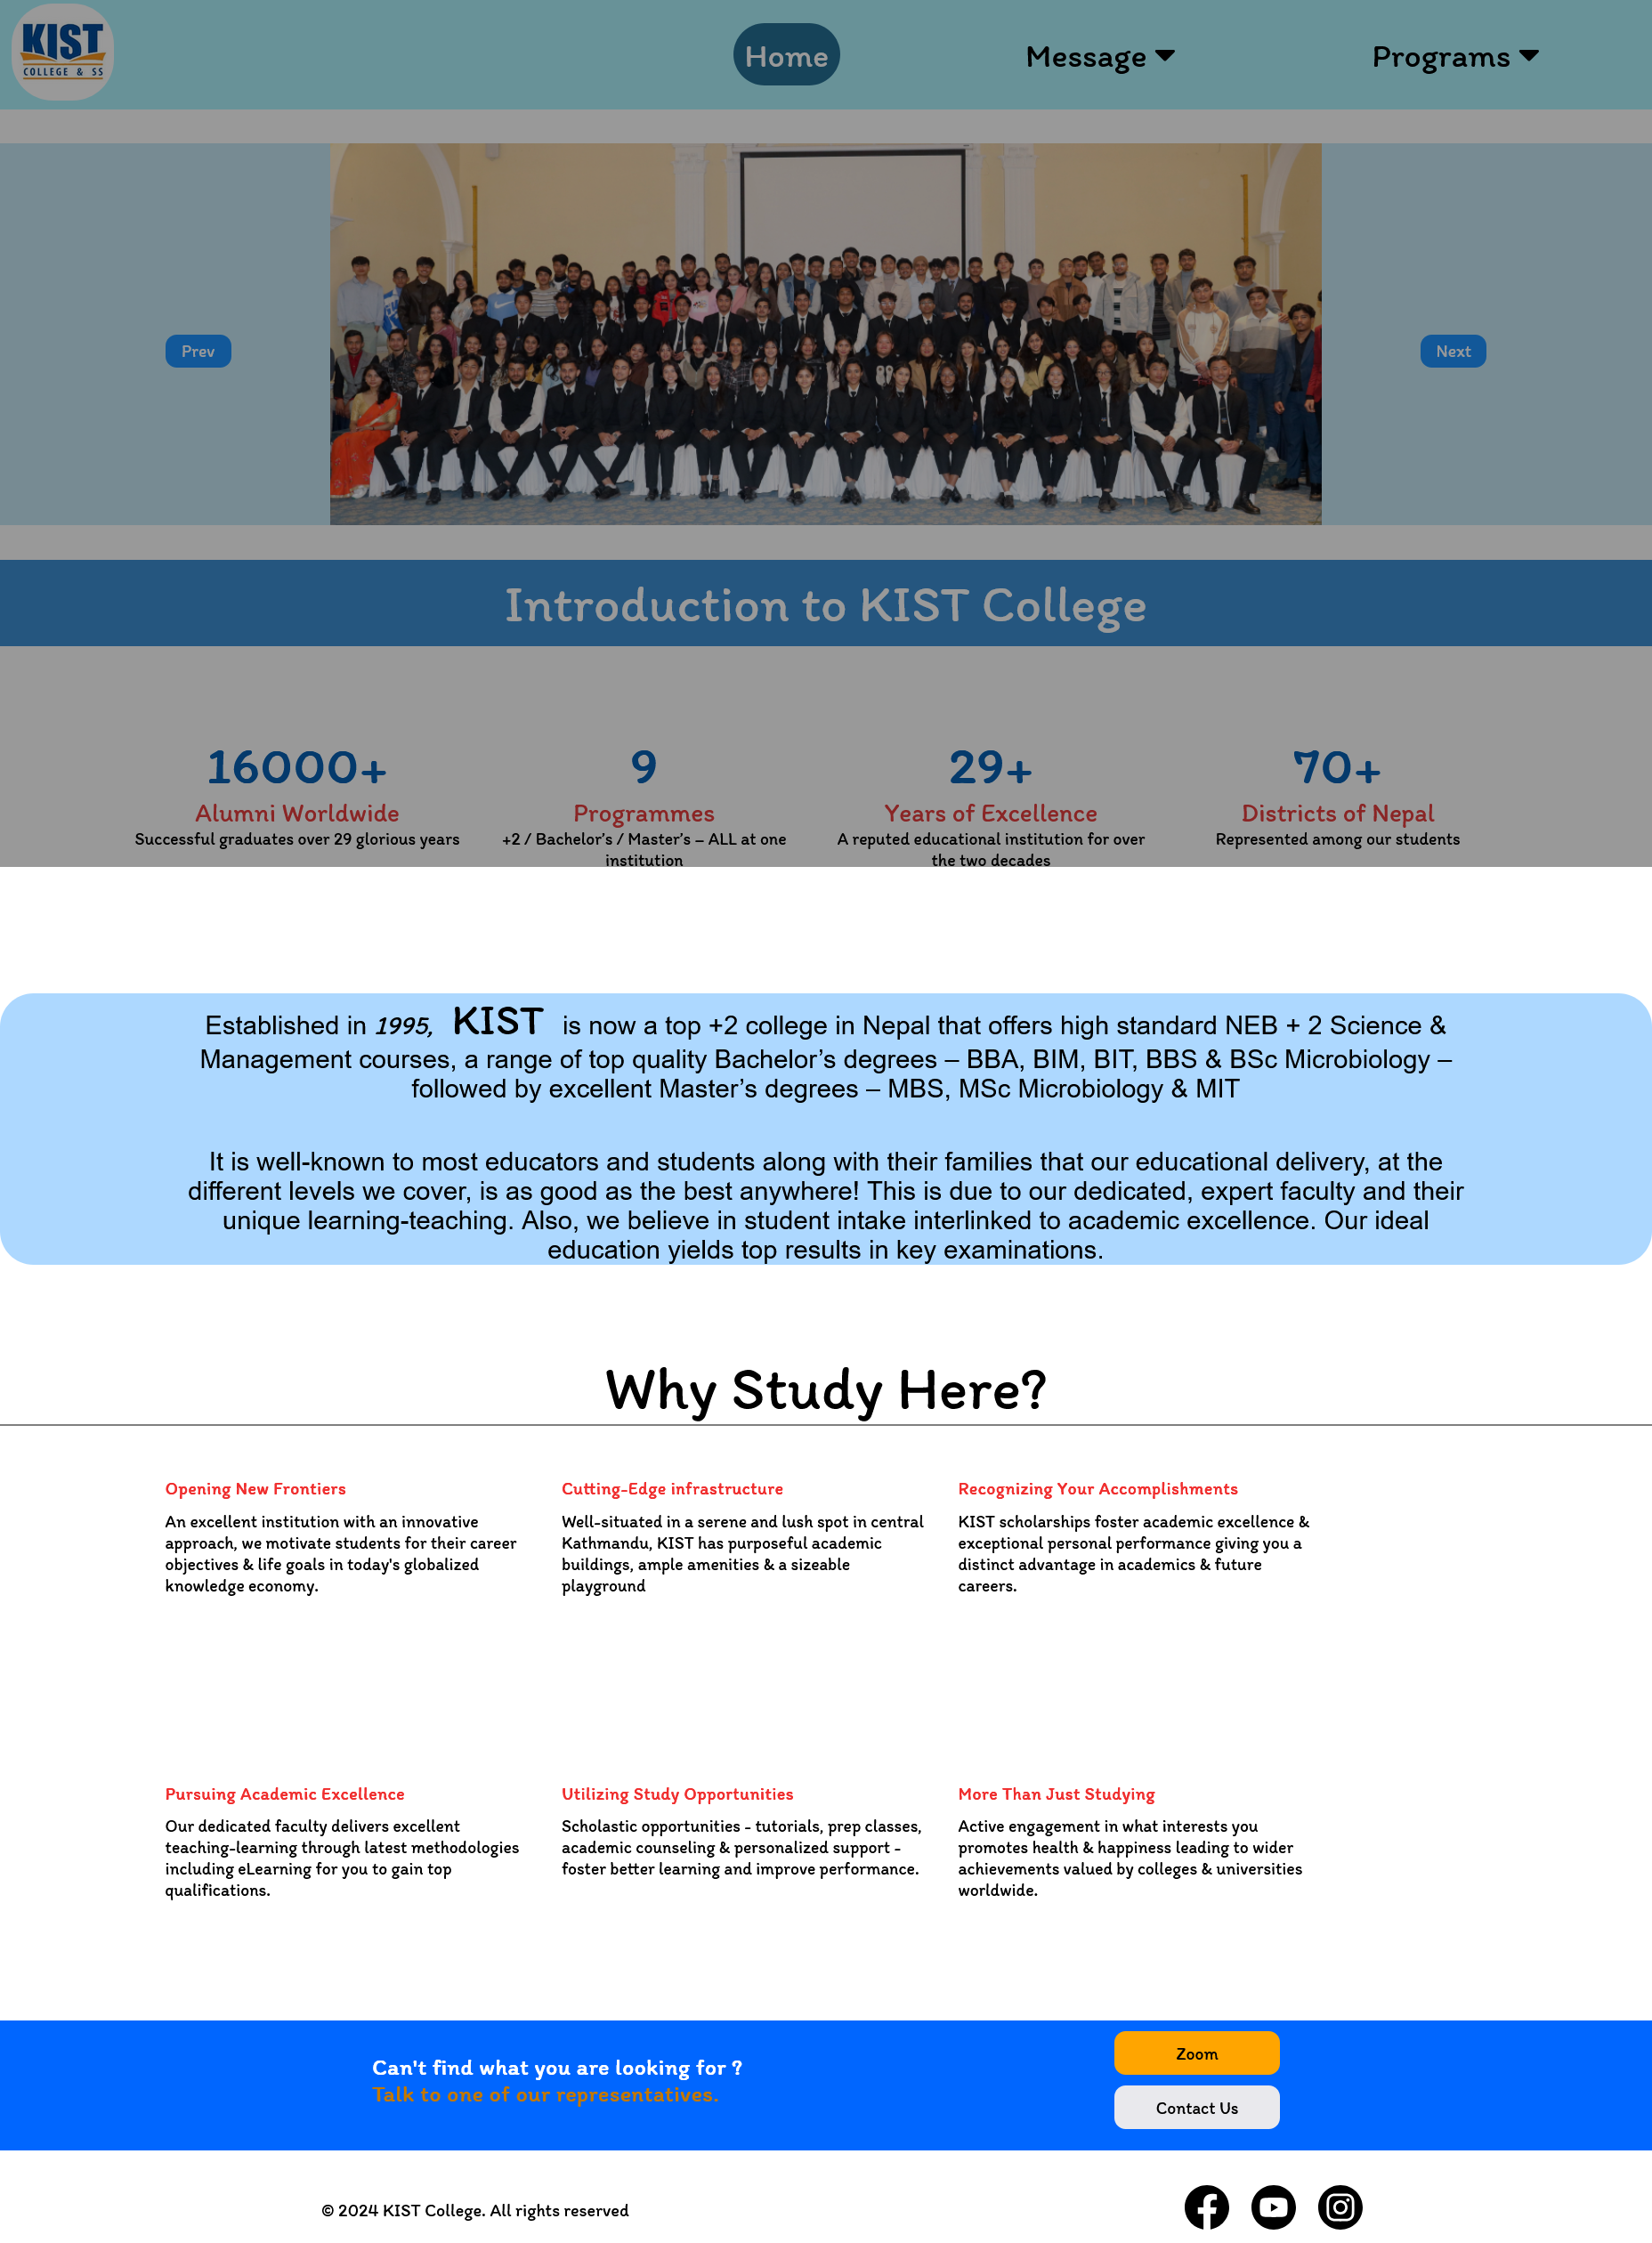 KIST
COLLEGE & SS
Home
Message
Programs
Prev
Next
Introduction to KIST College
16000+
Alumni Worldwide
Successful graduates over 29 glorious years
9
Programmes
+2 / Bachelor’s / Master’s – ALL at one
institution
29+
Years of Excellence
A reputed educational institution for over
the two decades
70+
Districts of Nepal
Represented among our students
Established in 1995, KIST is now a top +2 college in Nepal that offers high standard NEB + 2 Science &
Management courses, a range of top quality Bachelor’s degrees – BBA, BIM, BIT, BBS & BSc Microbiology –
followed by excellent Master’s degrees – MBS, MSc Microbiology & MIT
It is well-known to most educators and students along with their families that our educational delivery, at the
different levels we cover, is as good as the best anywhere! This is due to our dedicated, expert faculty and their
unique learning-teaching. Also, we believe in student intake interlinked to academic excellence. Our ideal
education yields top results in key examinations.
Why Study Here?
Opening New Frontiers
An excellent institution with an innovative
approach, we motivate students for their career
objectives & life goals in today's globalized
knowledge economy.
Cutting-Edge infrastructure
Well-situated in a serene and lush spot in central
Kathmandu, KIST has purposeful academic
buildings, ample amenities & a sizeable
playground
Recognizing Your Accomplishments
KIST scholarships foster academic excellence &
exceptional personal performance giving you a
distinct advantage in academics & future
careers.
Pursuing Academic Excellence
Our dedicated faculty delivers excellent
teaching-learning through latest methodologies
including eLearning for you to gain top
qualifications.
Utilizing Study Opportunities
Scholastic opportunities - tutorials, prep classes,
academic counseling & personalized support -
foster better learning and improve performance.
More Than Just Studying
Active engagement in what interests you
promotes health & happiness leading to wider
achievements valued by colleges & universities
worldwide.
Can't find what you are looking for ?
Talk to one of our representatives.
Zoom
Contact Us
© 2024 KIST College. All rights reserved